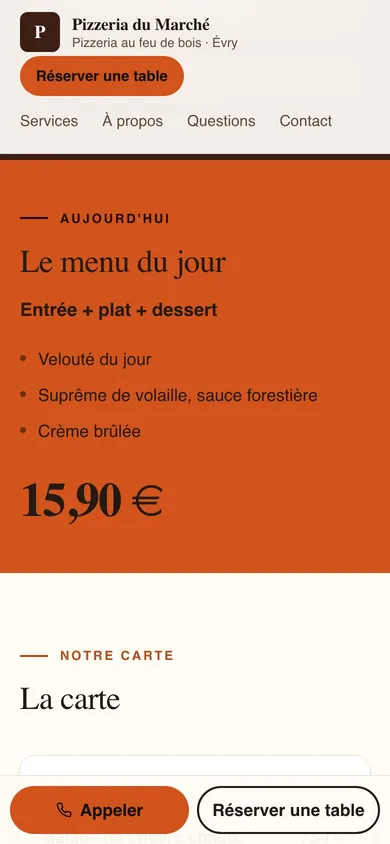 P
Pizzeria du Marché
Pizzeria au feu de bois · Évry
Réserver une table
Services À propos Questions Contact
AUJOURD'HUI
Le menu du jour
Entrée + plat + dessert
Velouté du jour
Suprême de volaille, sauce forestière
Crème brûlée
15,90 €
NOTRE CARTE
La carte
Appeler Réserver une table